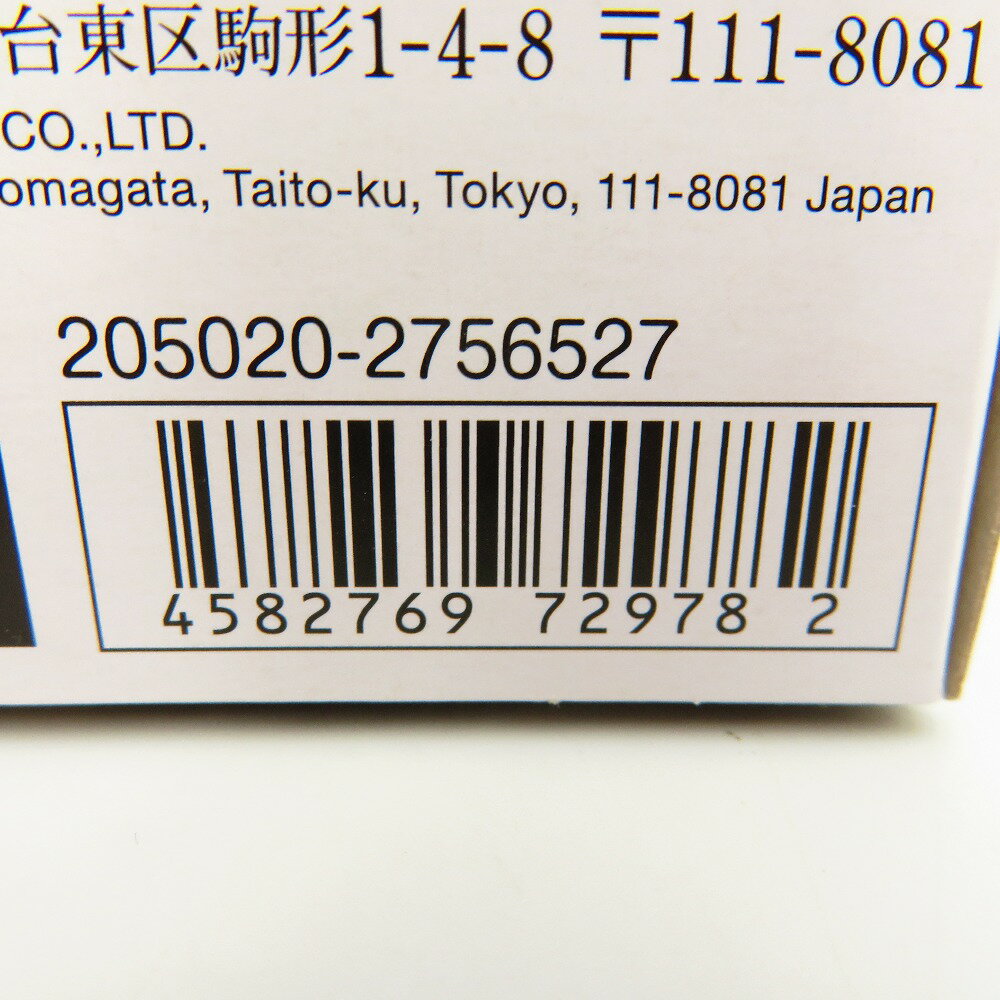 台東区駒形1-4-8 〒111-8081
CO.,LTD.
omagata, Taito-ku, Tokyo, 111-8081 Japan
205020-2756527
4582769 72978 2